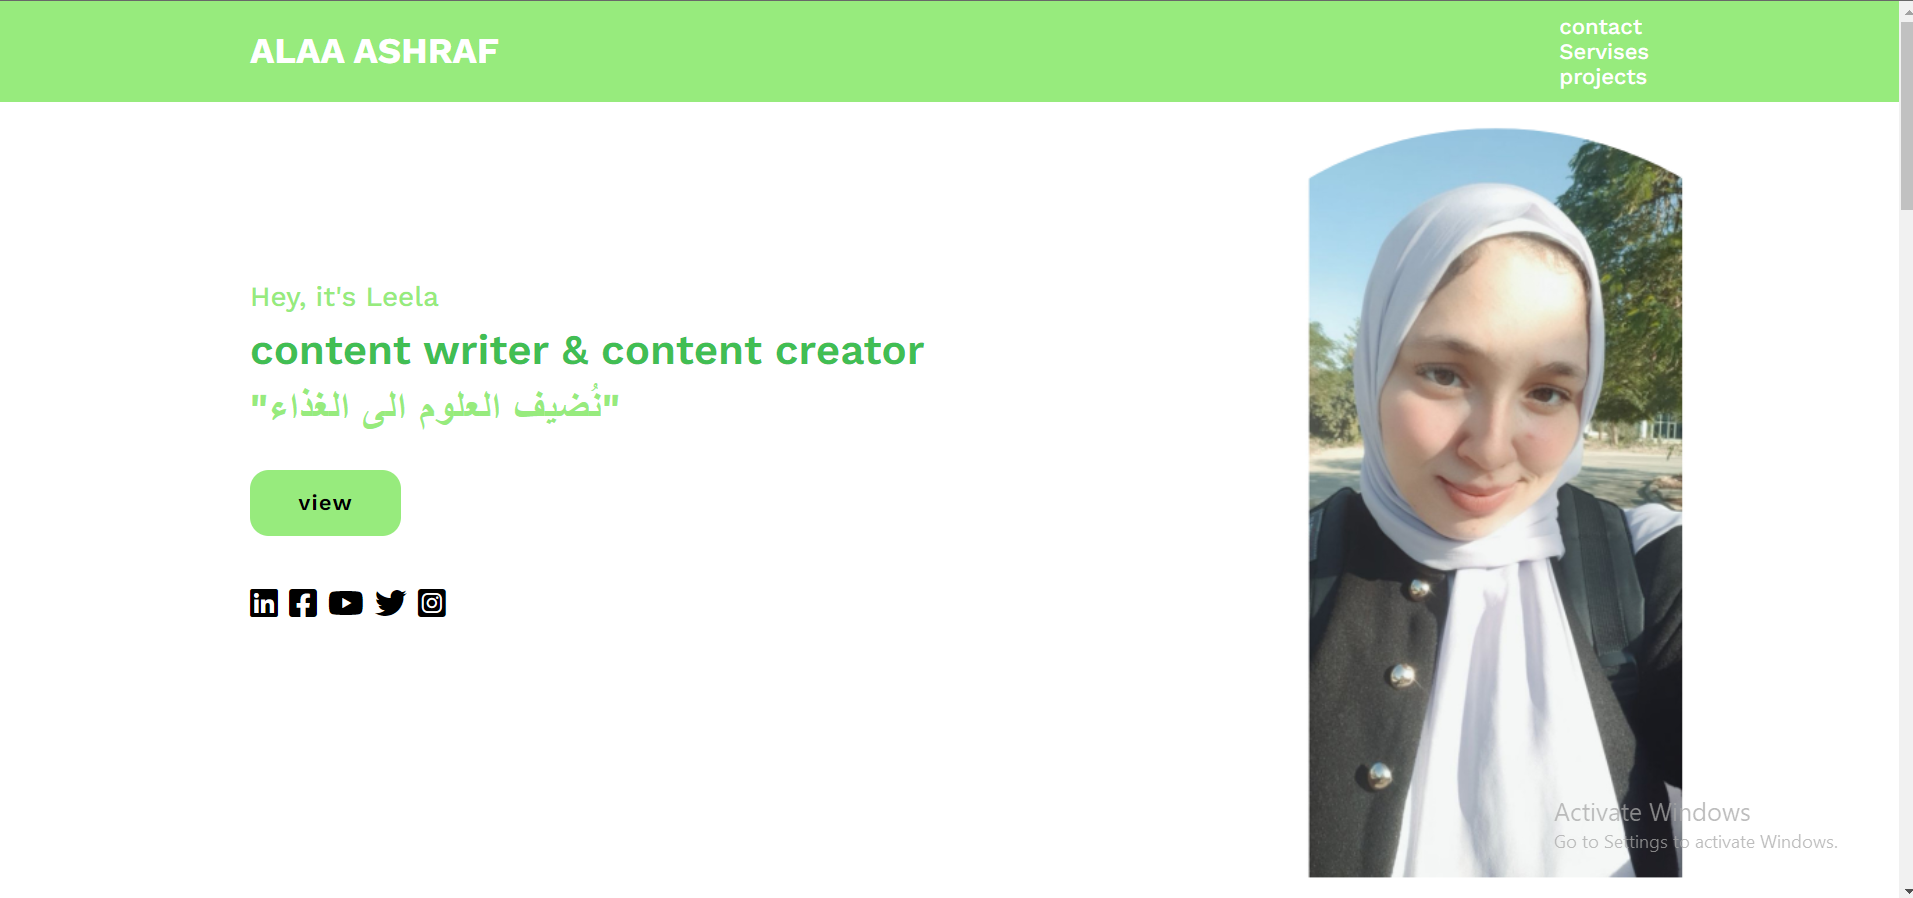 ALAA ASHRAF
contact
Servises
projects
Hey, it's Leela
content writer & content creator
"نُضيف العلوم الى الغذاء"
view
Activate Windows
Go to Settings to activate Windows.